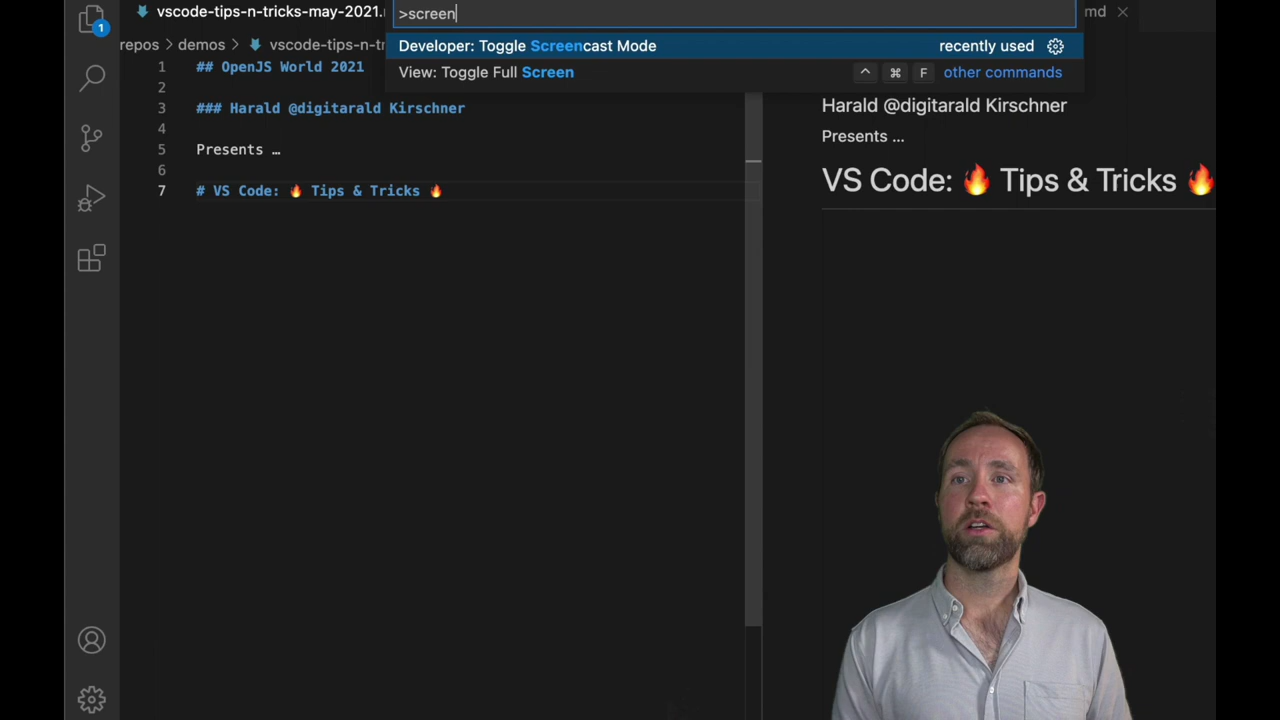 vscode-tips-n-tricks-may-2021.
>screen
md
Developer: Toggle Screencast Mode recently used
View: Toggle Full Screen ^ ⌘ F other commands
1
repos > demos > vscode-tips-n-tr
1 ## OpenJS World 2021
2
3 ### Harald @digitarald Kirschner
4
5 Presents …
6
7 # VS Code: 🔥 Tips & Tricks 🔥
Harald @digitarald Kirschner
Presents ...
VS Code: 🔥 Tips & Tricks 🔥